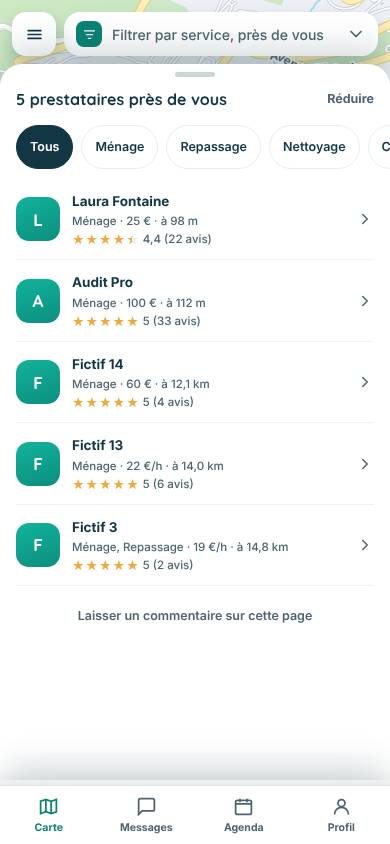 Filtrer par service, près de vous
5 prestataires près de vous
Réduire
Tous
Ménage
Repassage
Nettoyage
L
Laura Fontaine
Ménage · 25 € · à 98 m
4,4 (22 avis)
A
Audit Pro
Ménage · 100 € · à 112 m
5 (33 avis)
F
Fictif 14
Ménage · 60 € · à 12,1 km
5 (4 avis)
F
Fictif 13
Ménage · 22 €/h · à 14,0 km
5 (6 avis)
F
Fictif 3
Ménage, Repassage · 19 €/h · à 14,8 km
5 (2 avis)
Laisser un commentaire sur cette page
Carte
Messages
Agenda
Profil